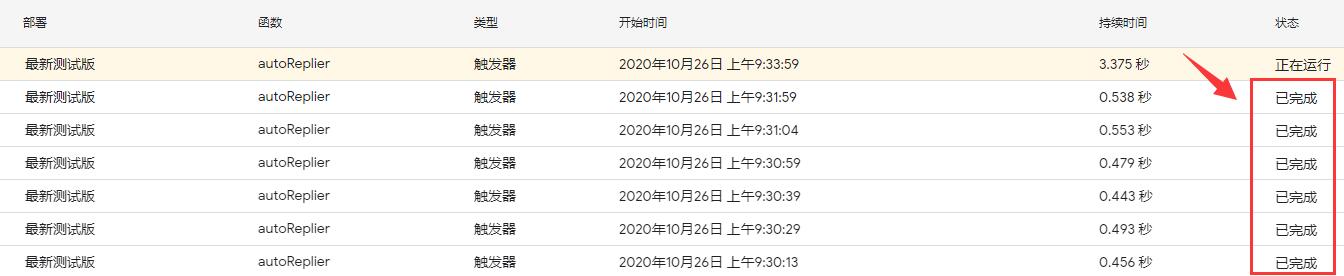 部署 函数 类型 开始时间 持续时间 状态
最新测试版 autoReplier 触发器 2020年10月26日 上午9:33:59 3.375 秒 正在运行
最新测试版 autoReplier 触发器 2020年10月26日 上午9:31:59 0.538 秒 已完成
最新测试版 autoReplier 触发器 2020年10月26日 上午9:31:04 0.553 秒 已完成
最新测试版 autoReplier 触发器 2020年10月26日 上午9:30:59 0.479 秒 已完成
最新测试版 autoReplier 触发器 2020年10月26日 上午9:30:39 0.443 秒 已完成
最新测试版 autoReplier 触发器 2020年10月26日 上午9:30:29 0.493 秒 已完成
最新测试版 autoReplier 触发器 2020年10月26日 上午9:30:13 0.456 秒 已完成